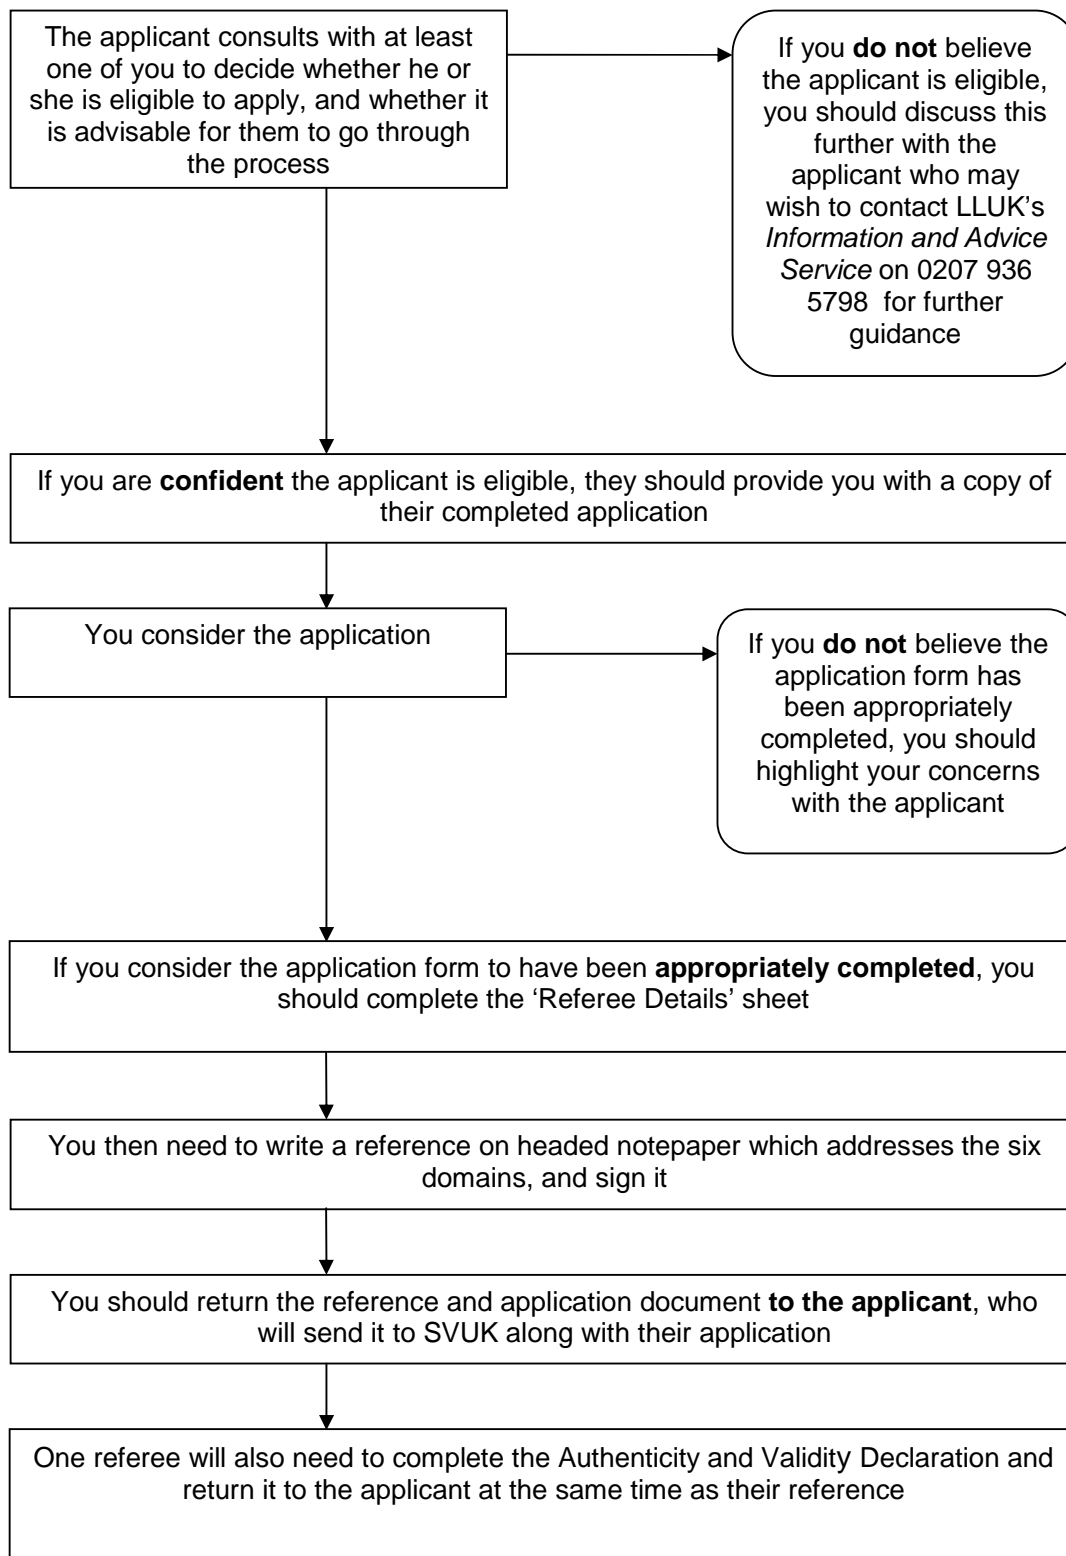 The applicant consults with at least
one of you to decide whether he or
she is eligible to apply, and whether it
is advisable for them to go through
the process
If you do not believe
the applicant is eligible,
you should discuss this
further with the
applicant who may
wish to contact LLUK’s
Information and Advice
Service on 0207 936
5798  for further
guidance
If you are confident the applicant is eligible, they should provide you with a copy of
their completed application
You consider the application
If you do not believe the
application form has
been appropriately
completed, you should
highlight your concerns
with the applicant
If you consider the application form to have been appropriately completed, you
should complete the ‘Referee Details’ sheet
You then need to write a reference on headed notepaper which addresses the six
domains, and sign it
You should return the reference and application document to the applicant, who
will send it to SVUK along with their application
One referee will also need to complete the Authenticity and Validity Declaration and
return it to the applicant at the same time as their reference